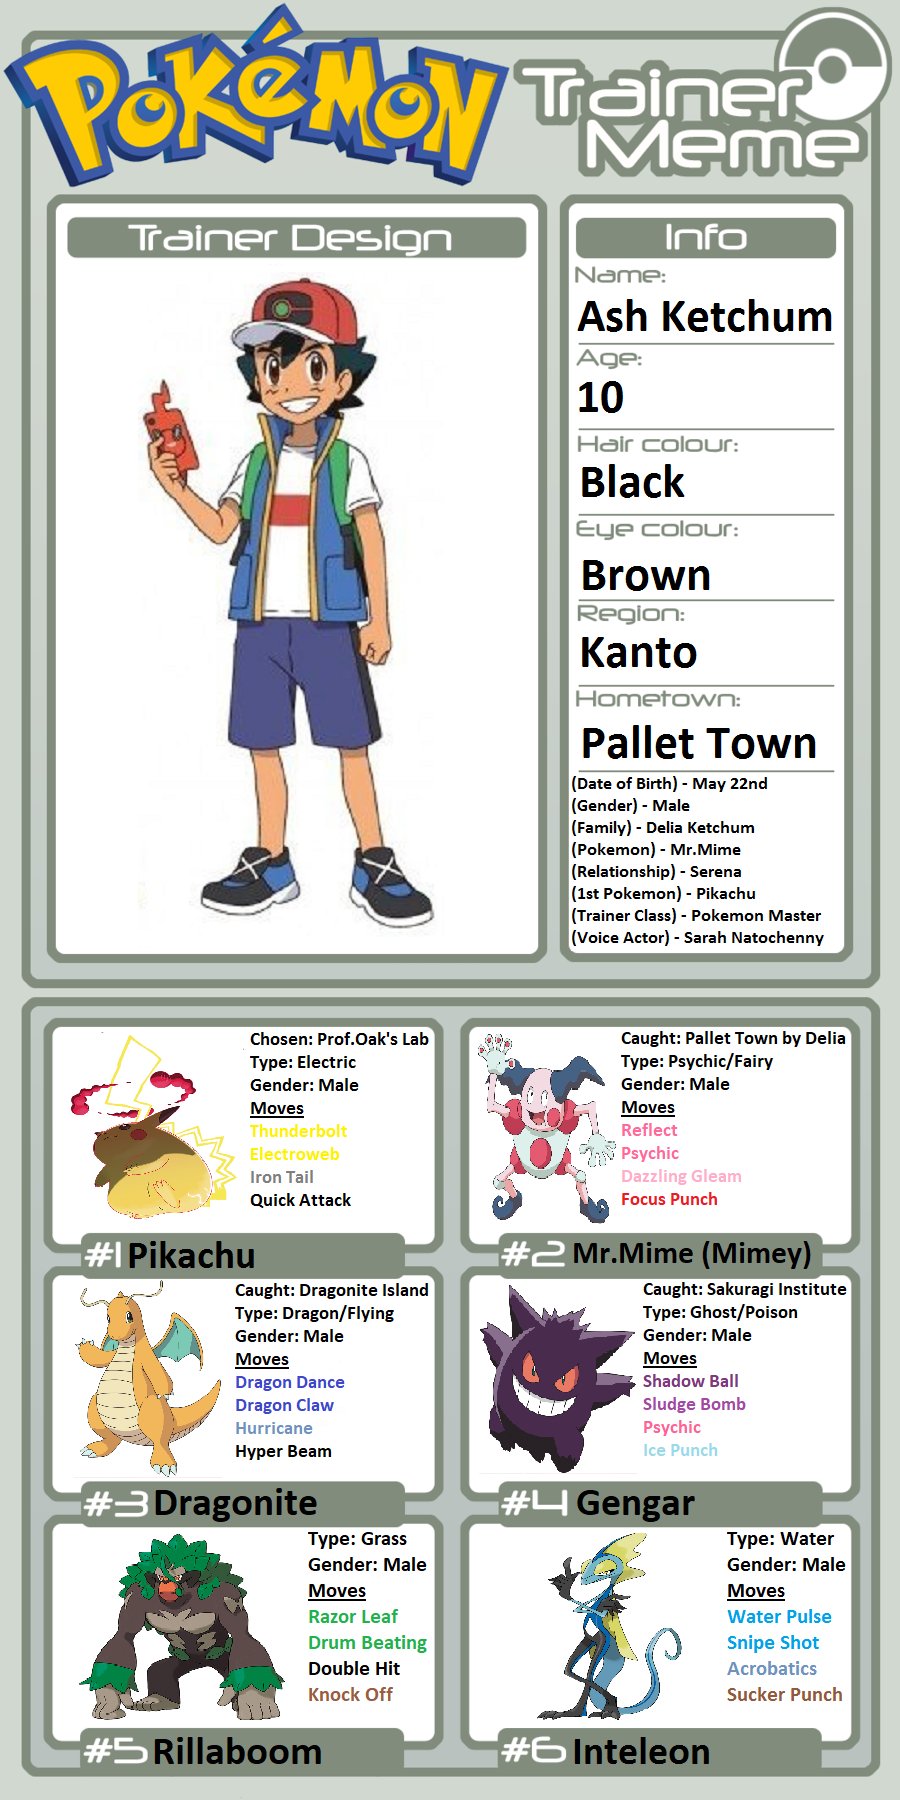 Pokémon
Trainer
Meme
Trainer Design
Info
Name:
Ash Ketchum
Age:
10
Hair colour:
Black
Eye colour:
Brown
Region:
Kanto
Hometown:
Pallet Town
(Date of Birth) - May 22nd
(Gender) - Male
(Family) - Delia Ketchum
(Pokemon) - Mr.Mime
(Relationship) - Serena
(1st Pokemon) - Pikachu
(Trainer Class) - Pokemon Master
(Voice Actor) - Sarah Natochenny
Chosen: Prof.Oak's Lab
Type: Electric
Gender: Male
Moves
Thunderbolt
Electroweb
Iron Tail
Quick Attack
#1 Pikachu
Caught: Pallet Town by Delia
Type: Psychic/Fairy
Gender: Male
Moves
Reflect
Psychic
Dazzling Gleam
Focus Punch
#2 Mr.Mime (Mimey)
Caught: Dragonite Island
Type: Dragon/Flying
Gender: Male
Moves
Dragon Dance
Dragon Claw
Hurricane
Hyper Beam
#3 Dragonite
Caught: Sakuragi Institute
Type: Ghost/Poison
Gender: Male
Moves
Shadow Ball
Sludge Bomb
Psychic
Ice Punch
#4 Gengar
Type: Grass
Gender: Male
Moves
Razor Leaf
Drum Beating
Double Hit
Knock Off
#5 Rillaboom
Type: Water
Gender: Male
Moves
Water Pulse
Snipe Shot
Acrobatics
Sucker Punch
#6 Inteleon